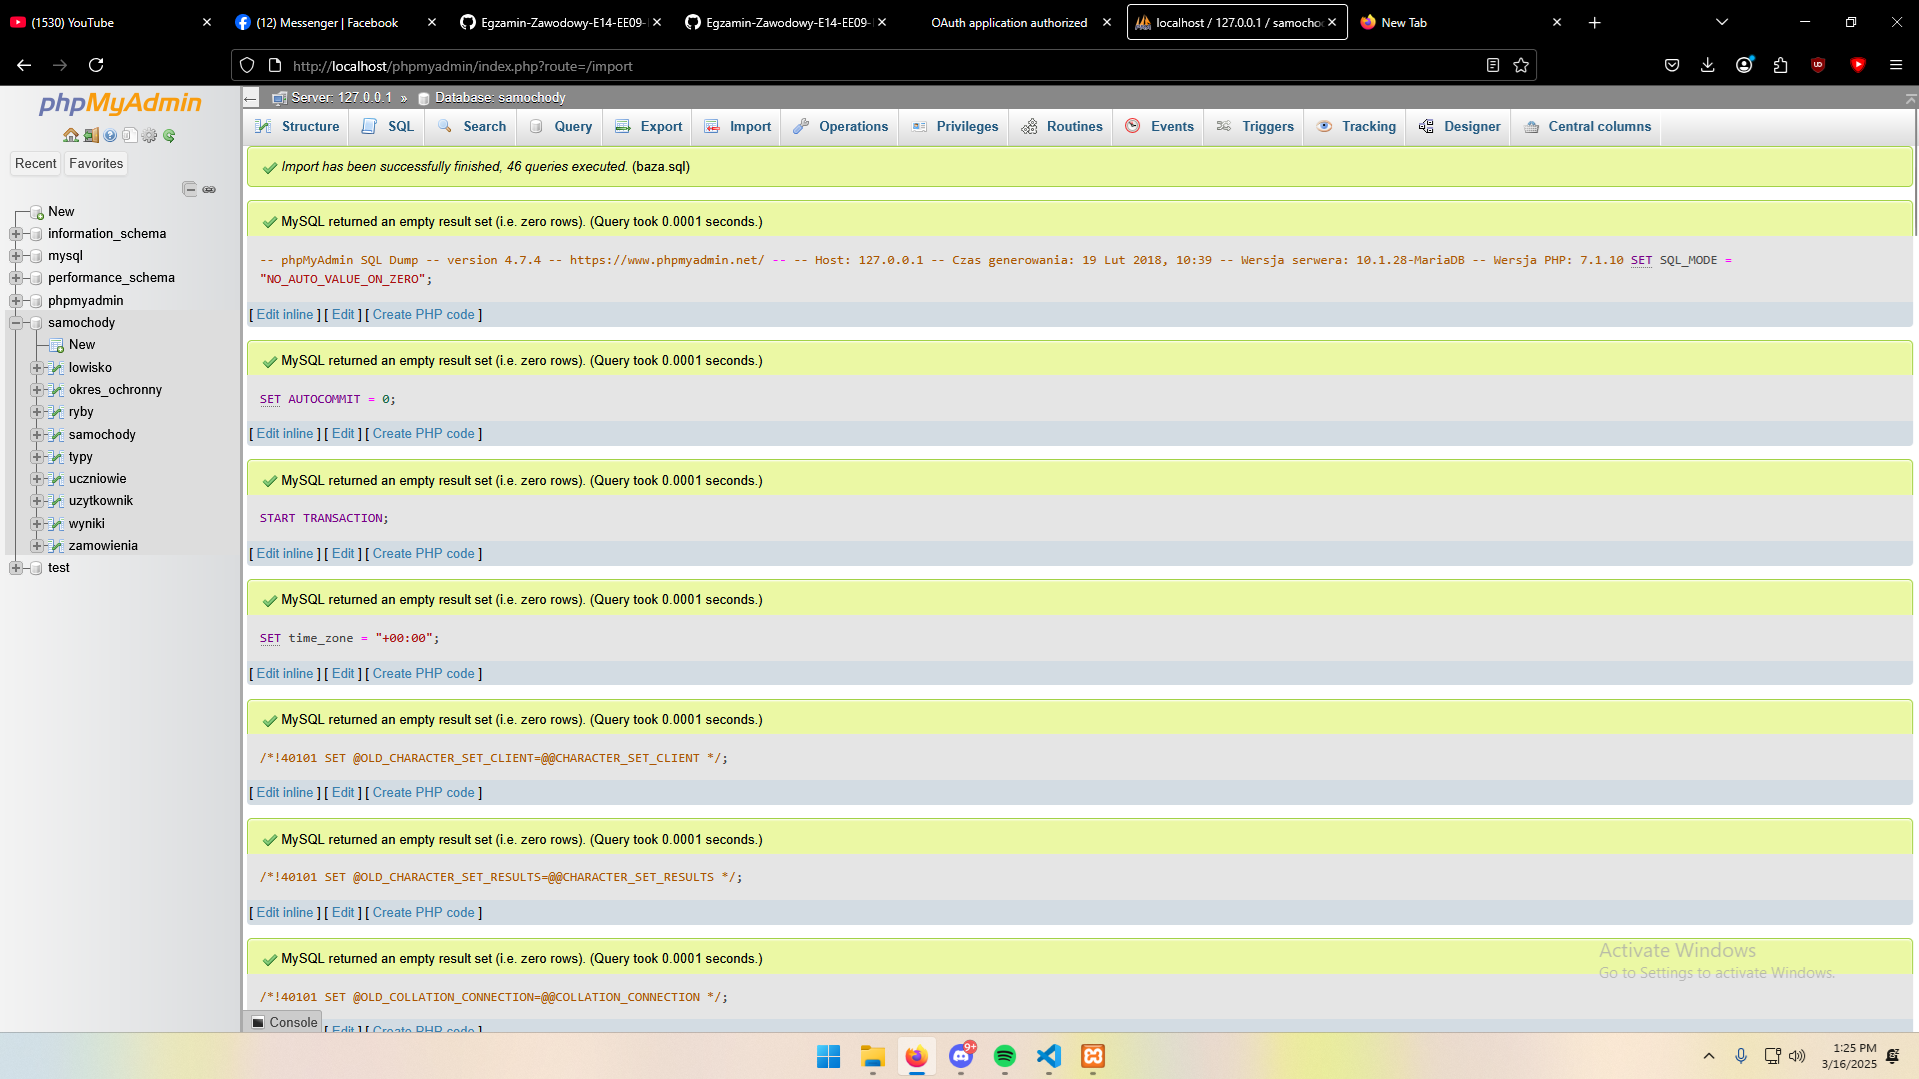 (1530) YouTube
(12) Messenger | Facebook
Egzamin-Zawodowy-E14-EE09-
Egzamin-Zawodowy-E14-EE09-
OAuth application authorized
localhost / 127.0.0.1 / samocho
New Tab
http://localhost/phpmyadmin/index.php?route=/import
phpMyAdmin
Recent
Favorites
New
information_schema
mysql
performance_schema
phpmyadmin
samochody
New
lowisko
okres_ochronny
ryby
samochody
typy
uczniowie
uzytkownik
wyniki
zamowienia
test
Server: 127.0.0.1 » Database: samochody
Structure
SQL
Search
Query
Export
Import
Operations
Privileges
Routines
Events
Triggers
Tracking
Designer
Central columns
Import has been successfully finished, 46 queries executed. (baza.sql)
MySQL returned an empty result set (i.e. zero rows). (Query took 0.0001 seconds.)
-- phpMyAdmin SQL Dump -- version 4.7.4 -- https://www.phpmyadmin.net/ -- -- Host: 127.0.0.1 -- Czas generowania: 19 Lut 2018, 10:39 -- Wersja serwera: 10.1.28-MariaDB -- Wersja PHP: 7.1.10 SET SQL_MODE =
"NO_AUTO_VALUE_ON_ZERO";
[ Edit inline ] [ Edit ] [ Create PHP code ]
MySQL returned an empty result set (i.e. zero rows). (Query took 0.0001 seconds.)
SET AUTOCOMMIT = 0;
[ Edit inline ] [ Edit ] [ Create PHP code ]
MySQL returned an empty result set (i.e. zero rows). (Query took 0.0001 seconds.)
START TRANSACTION;
[ Edit inline ] [ Edit ] [ Create PHP code ]
MySQL returned an empty result set (i.e. zero rows). (Query took 0.0001 seconds.)
SET time_zone = "+00:00";
[ Edit inline ] [ Edit ] [ Create PHP code ]
MySQL returned an empty result set (i.e. zero rows). (Query took 0.0001 seconds.)
/*!40101 SET @OLD_CHARACTER_SET_CLIENT=@@CHARACTER_SET_CLIENT */;
[ Edit inline ] [ Edit ] [ Create PHP code ]
MySQL returned an empty result set (i.e. zero rows). (Query took 0.0001 seconds.)
/*!40101 SET @OLD_CHARACTER_SET_RESULTS=@@CHARACTER_SET_RESULTS */;
[ Edit inline ] [ Edit ] [ Create PHP code ]
MySQL returned an empty result set (i.e. zero rows). (Query took 0.0001 seconds.)
/*!40101 SET @OLD_COLLATION_CONNECTION=@@COLLATION_CONNECTION */;
[ Edit ] [ Create PHP code ]
Console
Activate Windows
Go to Settings to activate Windows.
9+
1:25 PM
3/16/2025